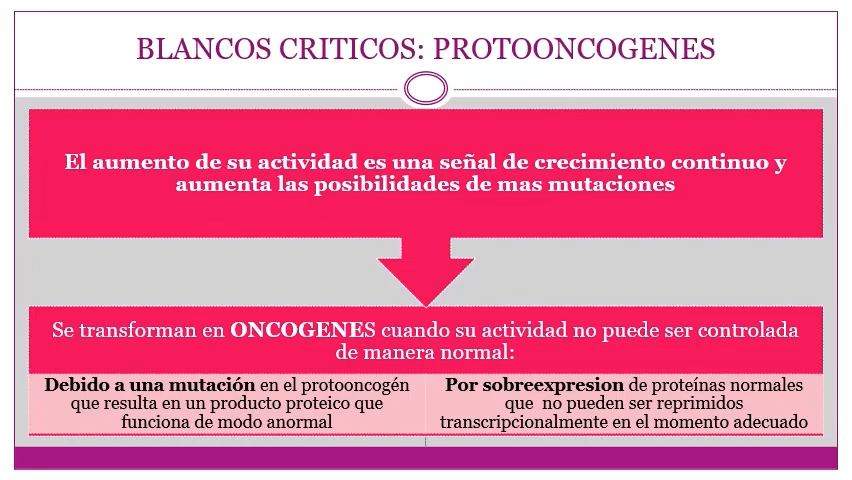 BLANCOS CRITICOS: PROTOONCOGENES
El aumento de su actividad es una señal de crecimiento continuo y
aumenta las posibilidades de mas mutaciones
Se transforman en ONCOGENES cuando su actividad no puede ser controlada
de manera normal:
Debido a una mutación en el protooncogén
que resulta en un producto proteico que
funciona de modo anormal
Por sobreexpresion de proteínas normales
que no pueden ser reprimidos
transcripcionalmente en el momento adecuado